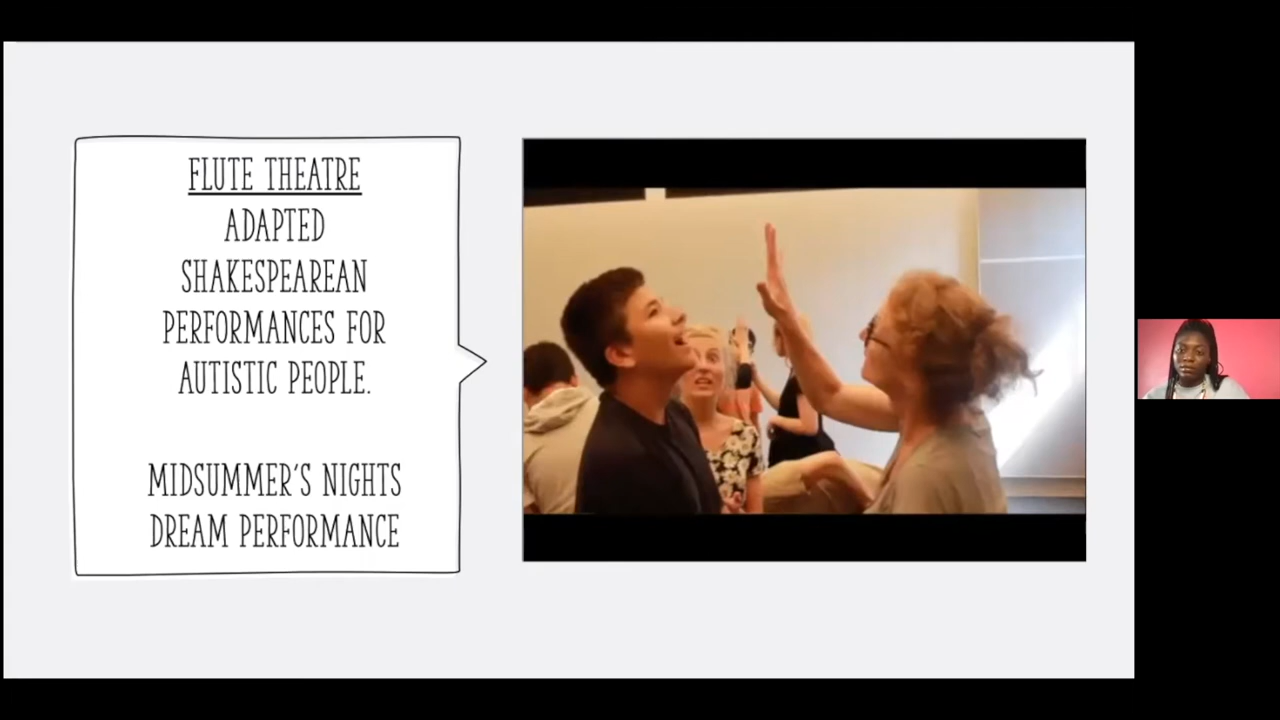 FLUTE THEATRE
ADAPTED
SHAKESPEAREAN
PERFORMANCES FOR
AUTISTIC PEOPLE.
MIDSUMMER'S NIGHTS
DREAM PERFORMANCE